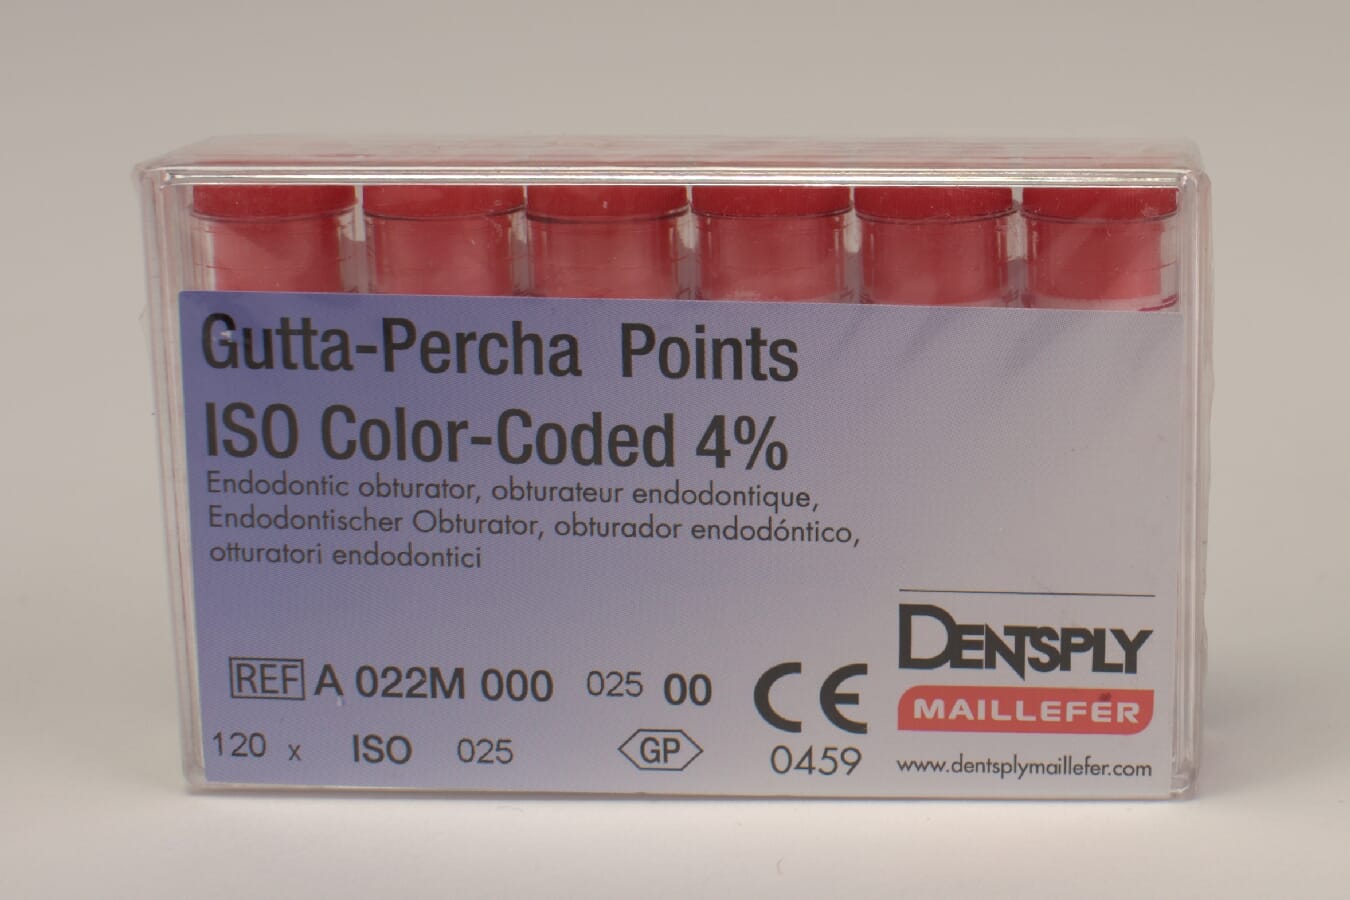 Gutta-Percha Points
ISO Color-Coded 4%
Endodontic obturator, obturateur endodontique,
Endodontischer Obturator, obturador endodóntico,
otturatori endodontici
REF A 022M 000 025 00
120 x ISO 025
GP
CE
0459
DENTSPLY
MAILLEFER
www.dentsplymaillefer.com